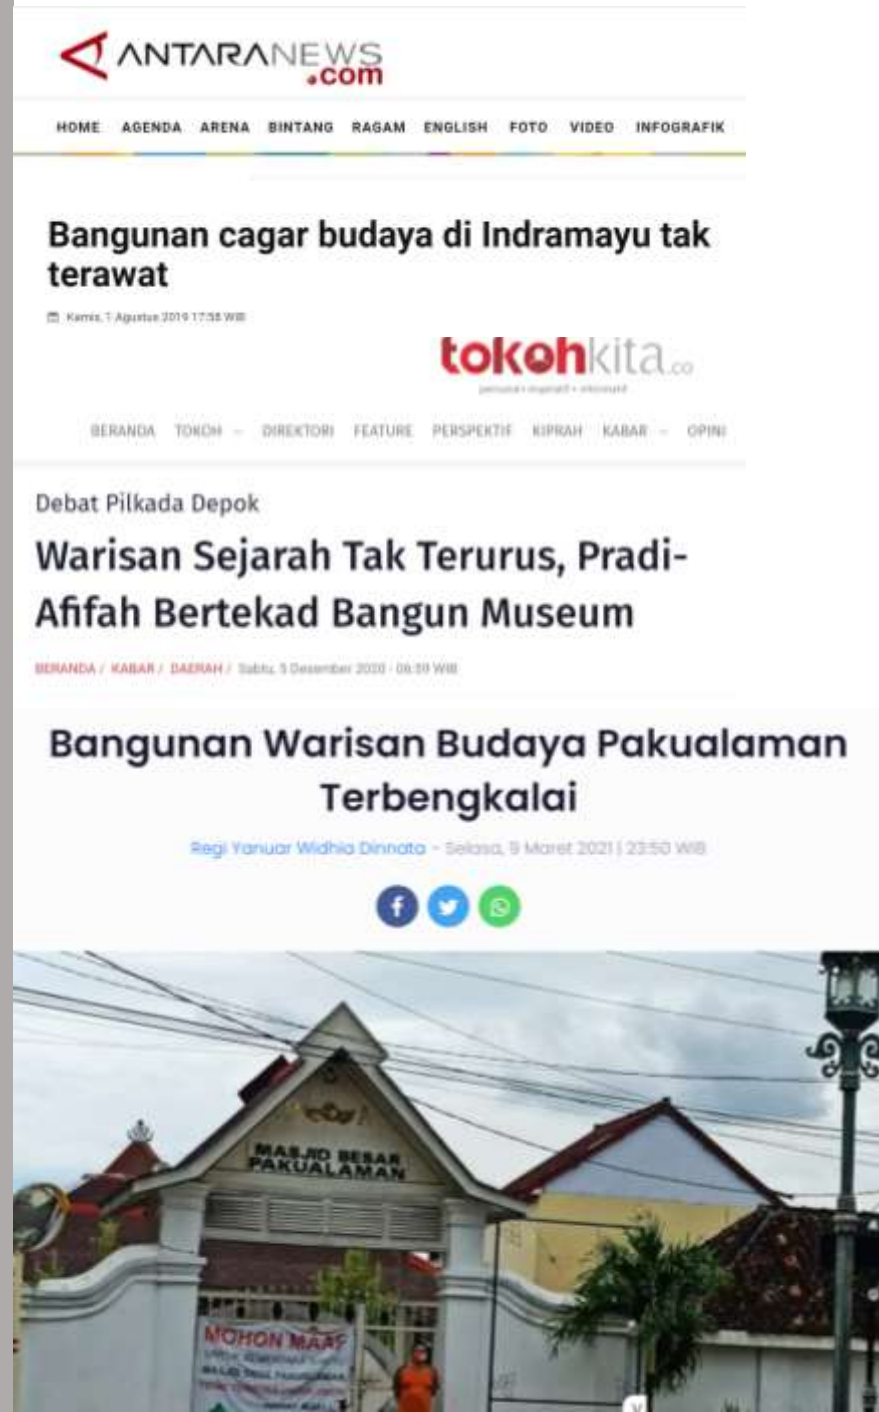 ANTARANEWS
.com
HOME AGENDA ARENA BINTANG RAGAM ENGLISH FOTO VIDEO INFOGRAFIK
Bangunan cagar budaya di Indramayu tak
terawat
Kamis, 1 Agustus 2019 17:58 WIB
tokohkita.co
BERANDA TOKOH DIREKTORI FEATURE PERSPEKTIF KIPRAH KABAR OPINI
Debat Pilkada Depok
Warisan Sejarah Tak Terurus, Pradi-
Afifah Bertekad Bangun Museum
BERANDA / KABAR / DAERAH / Sabtu, 5 Desember 2020 - 06:59 WIB
Bangunan Warisan Budaya Pakualaman
Terbengkalai
Regi Yanuar Widhia Dinnata - Selasa, 9 Maret 2021 | 23:50 WIB
MASJID BESAR
PAKUALAMAN
MOHON MAAF